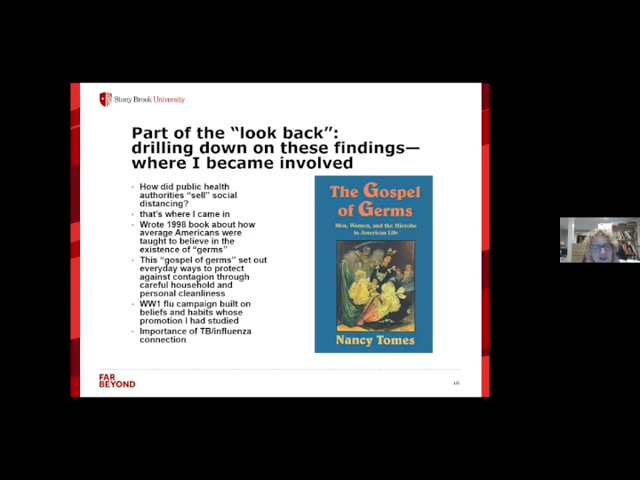 Stony Brook University
Part of the “look back”:
drilling down on these findings—
where I became involved
• How did public health
authorities “sell” social
distancing?
• that’s where I came in
• Wrote 1998 book about how
average Americans were
taught to believe in the
existence of “germs”
• This “gospel of germs” set out
everyday ways to protect
against contagion through
careful household and
personal cleanliness
• WW1 flu campaign built on
beliefs and habits whose
promotion I had studied
• Importance of TB/influenza
connection
The Gospel
of Germs
Men, Women, and the Microbe
in American Life
Nancy Tomes
FAR
BEYOND
16